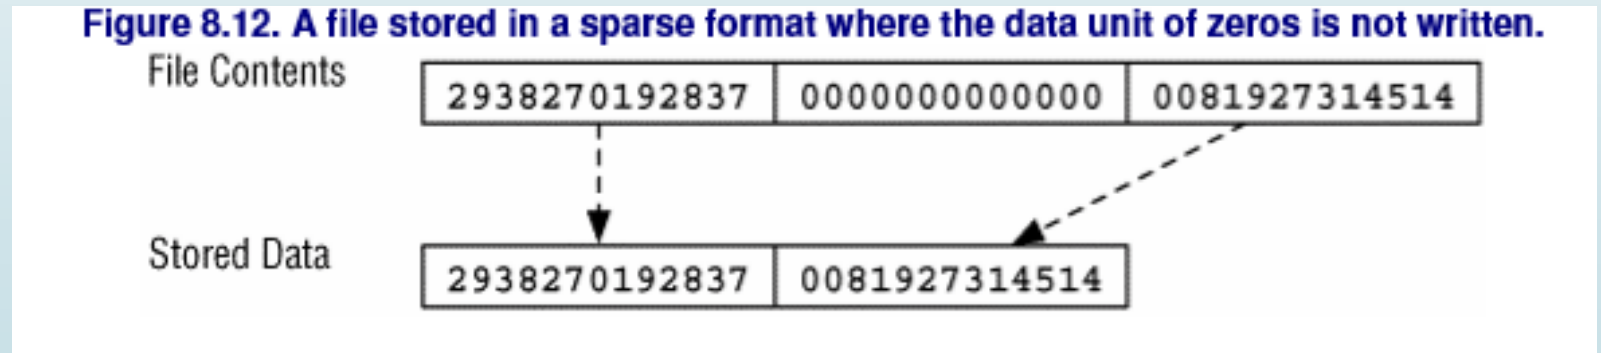 Figure 8.12. A file stored in a sparse format where the data unit of zeros is not written.
File Contents
2938270192837 0000000000000 0081927314514
Stored Data
2938270192837 0081927314514